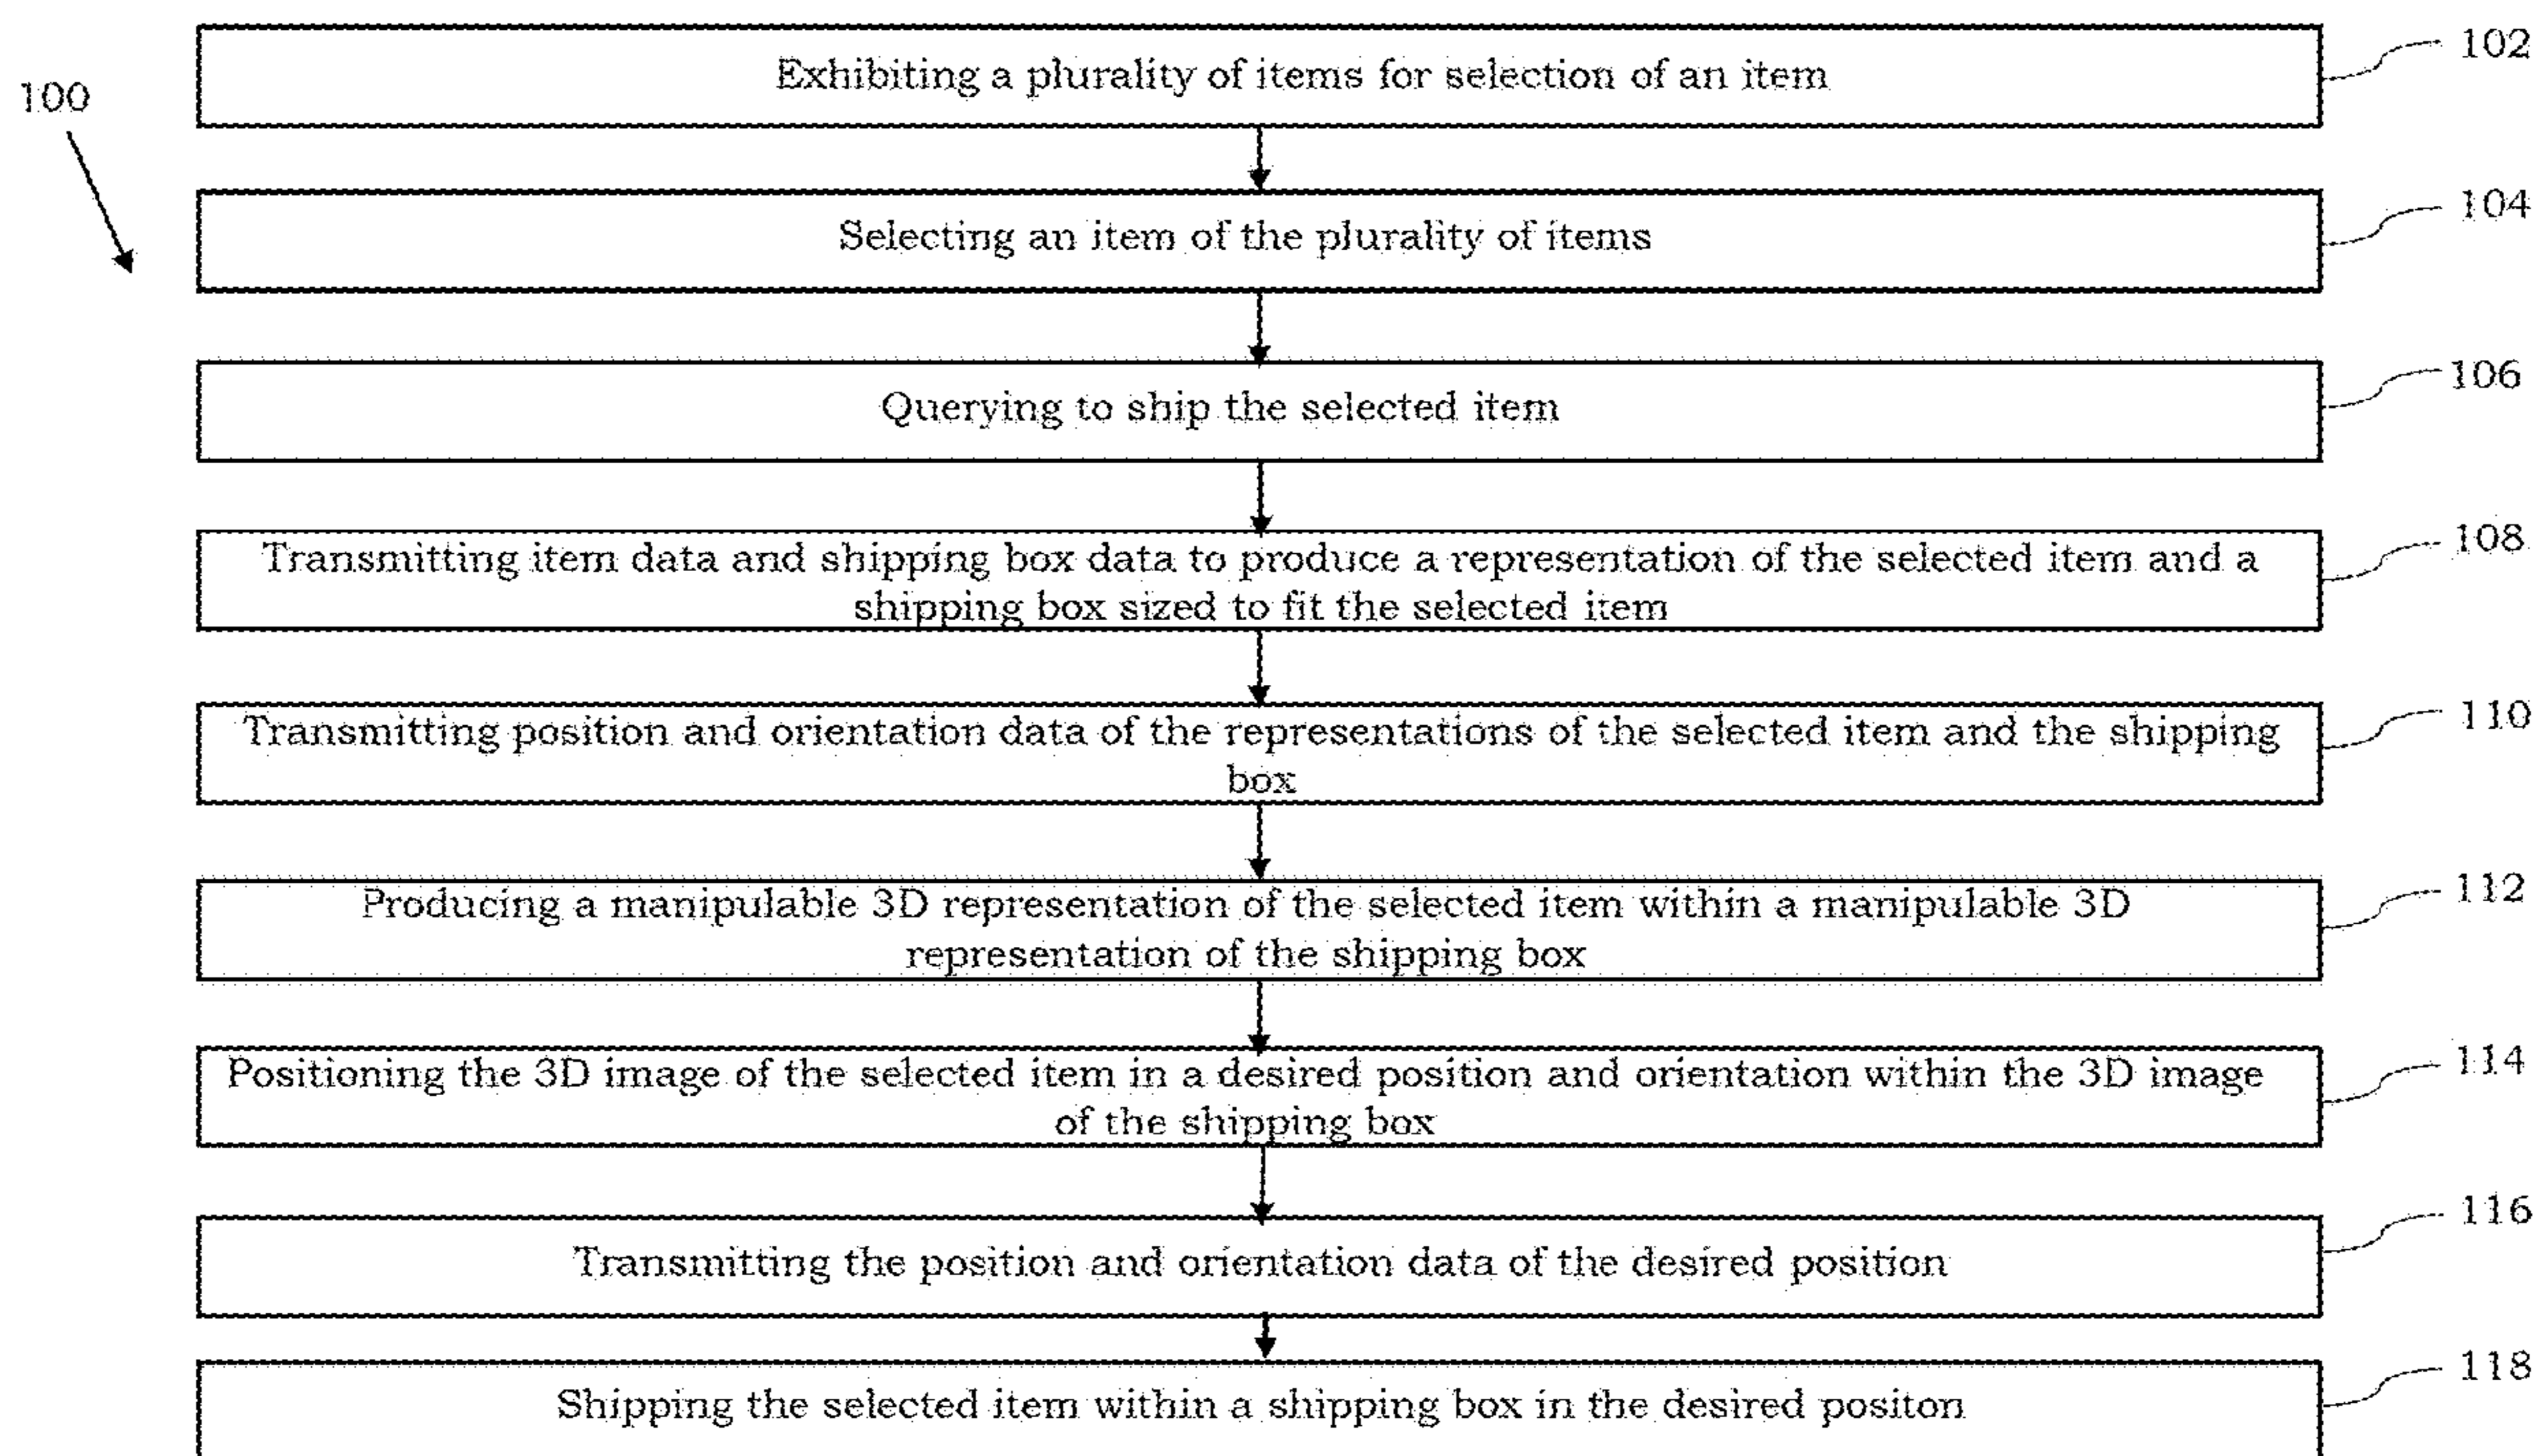 Exhibiting a plurality of items for selection of an item
102
100
Selecting an item of the plurality of items
104
Querying to ship the selected item
106
Transmitting item data and shipping box data to produce a representation of the selected item and a
shipping box sized to fit the selected item
108
Transmitting position and orientation data of the representations of the selected item and the shipping
box
110
Producing a manipulable 3D representation of the selected item within a manipulable 3D
representation of the shipping box
112
Positioning the 3D image of the selected item in a desired position and orientation within the 3D image
of the shipping box
114
Transmitting the position and orientation data of the desired position
116
Shipping the selected item within a shipping box in the desired positon
118